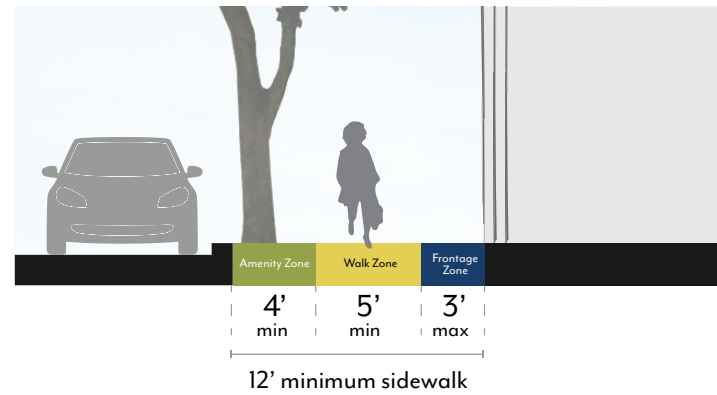 Amenity Zone
Walk Zone
Frontage
Zone
4’
min
5’
min
3’
max
12’ minimum sidewalk